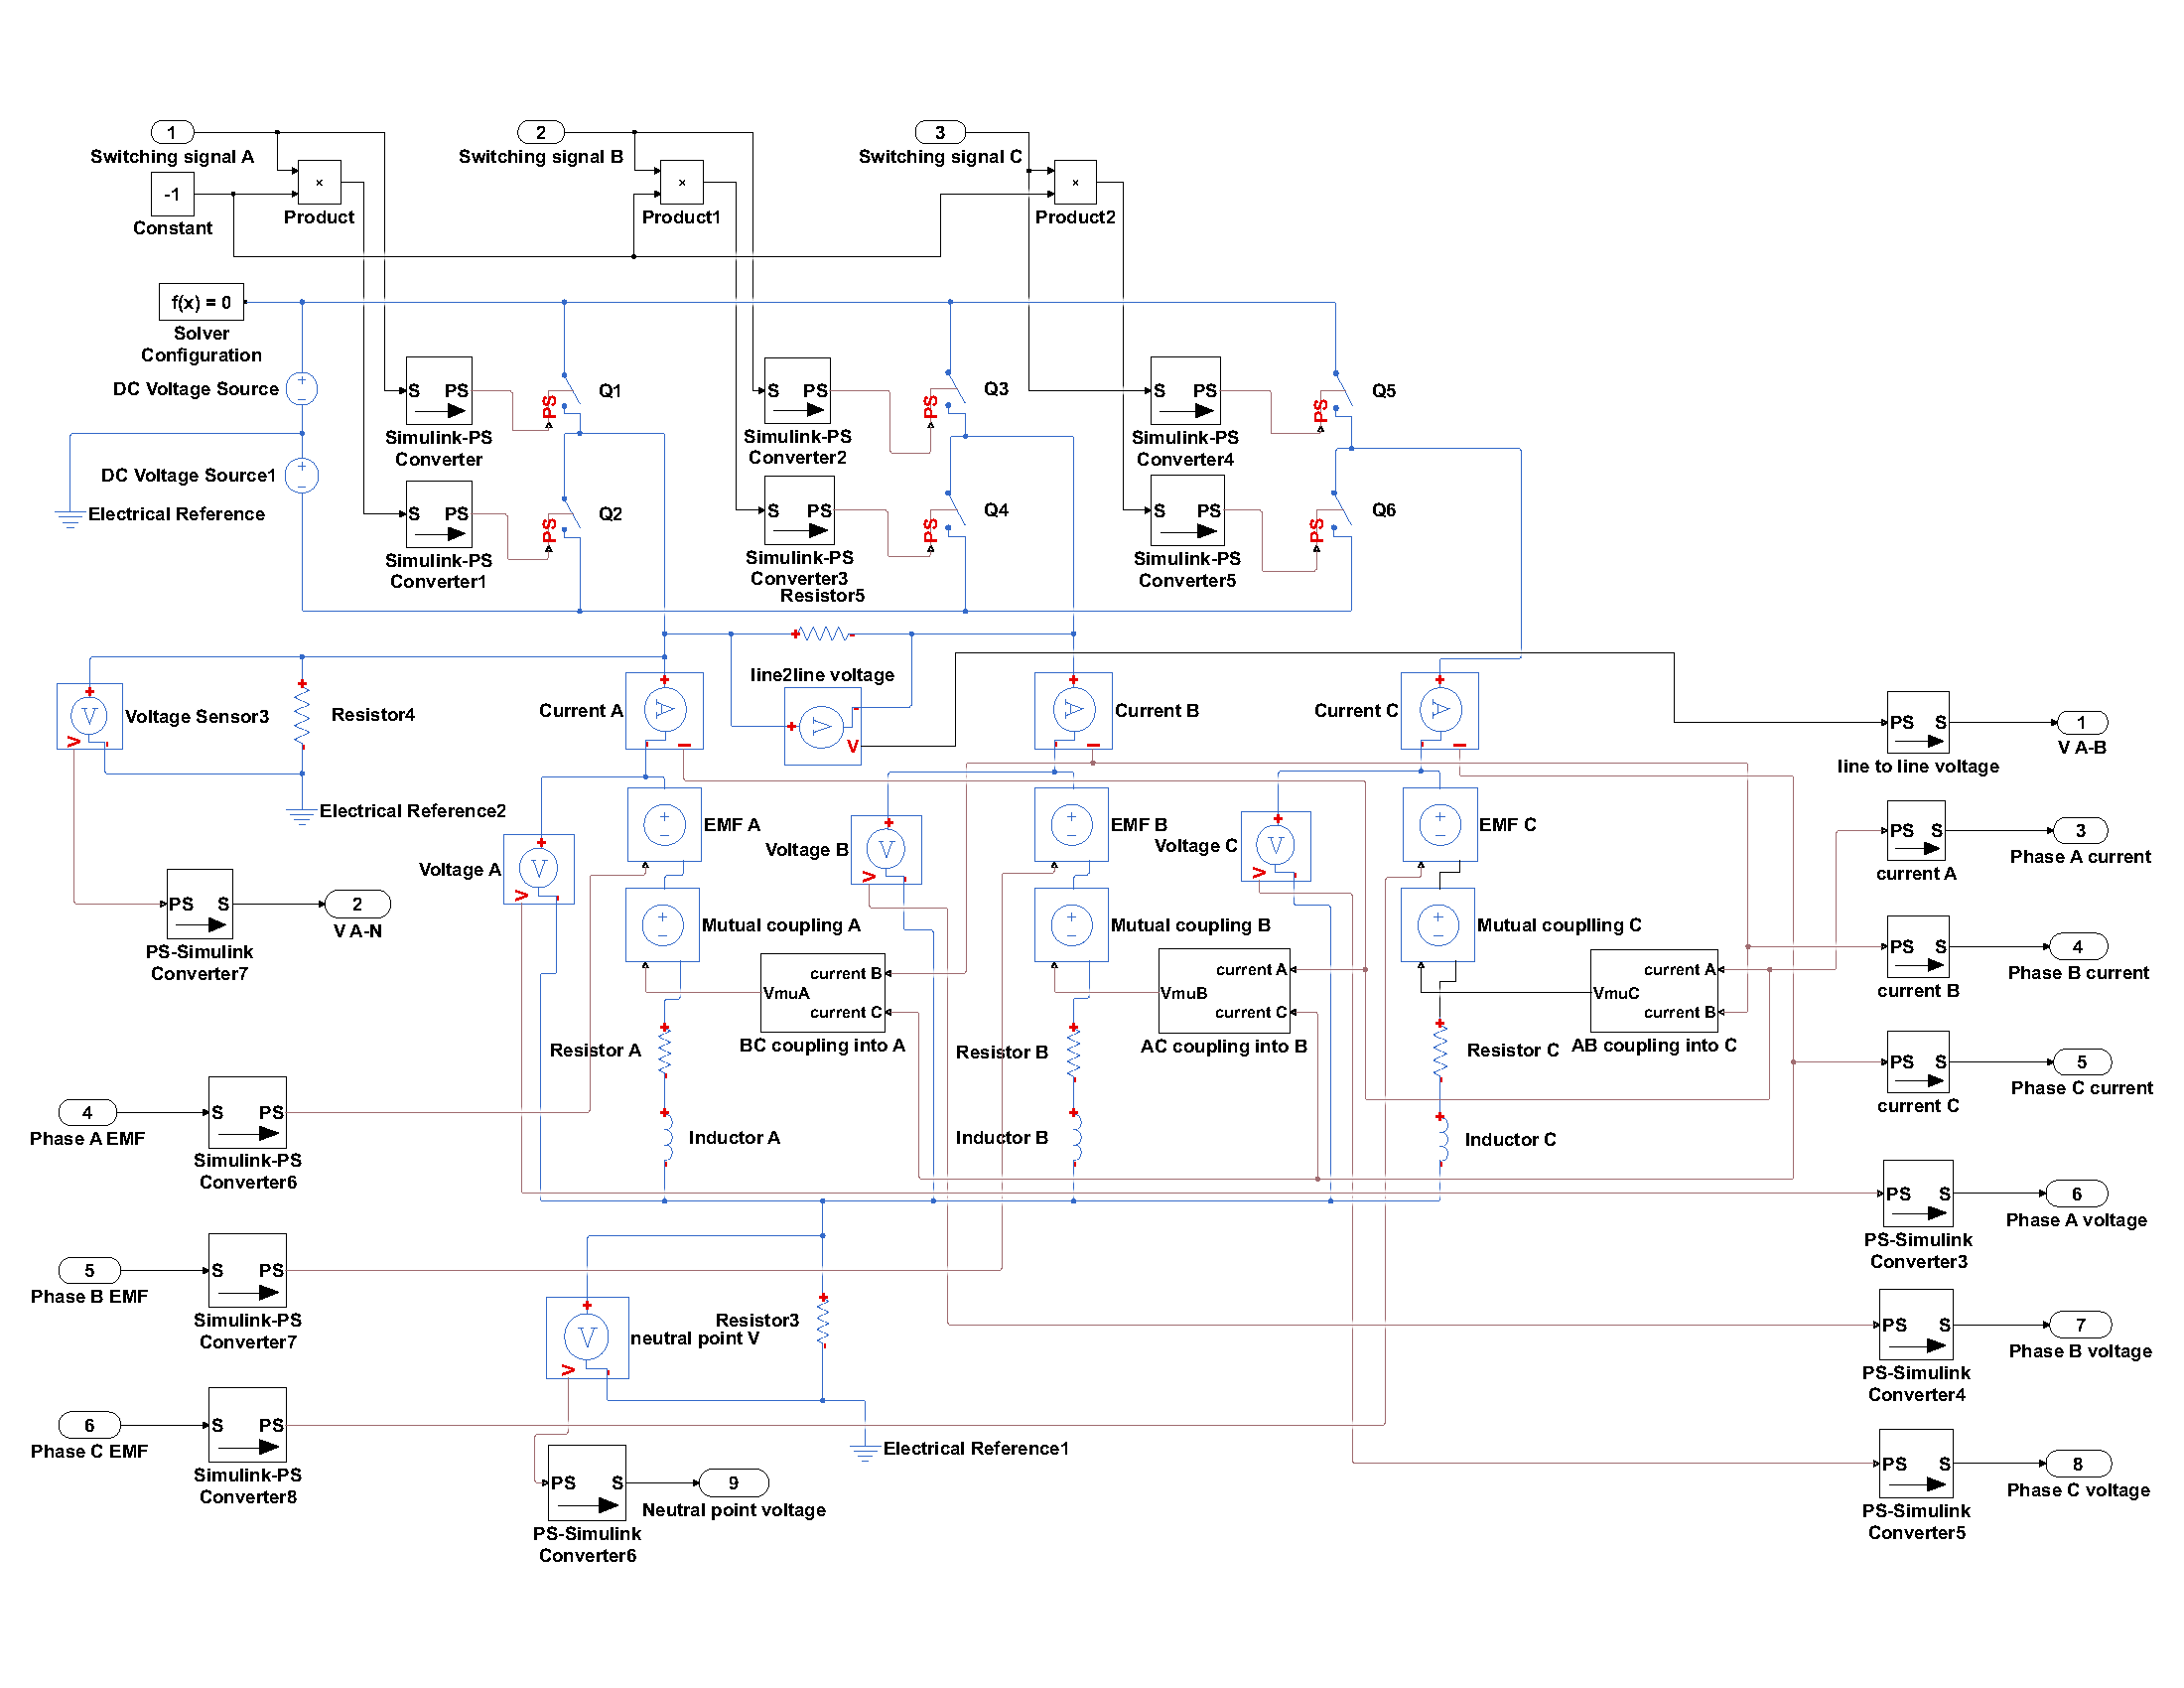 1
Switching signal A
2
Switching signal B
3
Switching signal C
-1
Constant
×
Product
×
Product1
×
Product2
f(x) = 0
Solver
Configuration
DC Voltage Source
DC Voltage Source1
Electrical Reference
S PS
Simulink-PS
Converter
PS
Q1
S PS
Simulink-PS
Converter1
PS
Q2
S PS
Simulink-PS
Converter2
PS
Q3
S PS
Simulink-PS
Converter3
PS
Q4
S PS
Simulink-PS
Converter4
PS
Q5
S PS
Simulink-PS
Converter5
PS
Q6
Resistor5
line2line voltage
V
V
Voltage Sensor3
V
Resistor4
Electrical Reference2
Current A
A
I
Current B
A
I
Current C
A
I
PS S
line to line voltage
1
V A-B
EMF A
Voltage A
V
V
Voltage B
V
V
EMF B
Voltage C
V
V
EMF C
PS S
current A
3
Phase A current
PS S
PS-Simulink
Converter7
2
V A-N
Mutual coupling A
Mutual coupling B
Mutual couplling C
current B
VmuA
current C
BC coupling into A
current A
VmuB
current C
AC coupling into B
current A
VmuC
current B
AB coupling into C
PS S
current B
4
Phase B current
Resistor A
Resistor B
Resistor C
PS S
current C
5
Phase C current
4
Phase A EMF
S PS
Simulink-PS
Converter6
Inductor A
Inductor B
Inductor C
PS S
PS-Simulink
Converter3
6
Phase A voltage
5
Phase B EMF
S PS
Simulink-PS
Converter7
V
V
neutral point V
Resistor3
PS S
PS-Simulink
Converter4
7
Phase B voltage
6
Phase C EMF
S PS
Simulink-PS
Converter8
Electrical Reference1
PS S
PS-Simulink
Converter6
9
Neutral point voltage
PS S
PS-Simulink
Converter5
8
Phase C voltage